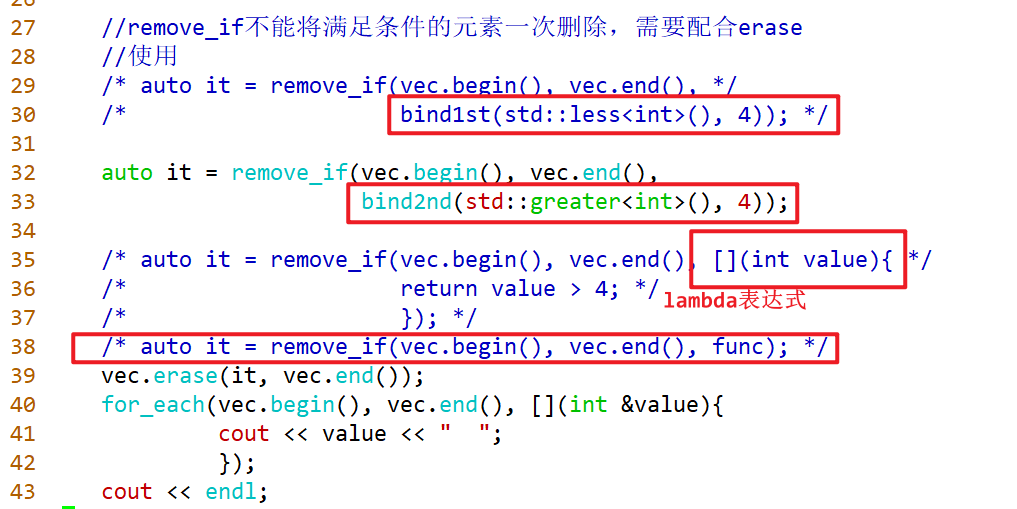 27 //remove_if不能将满足条件的元素一次删除，需要配合erase
28 //使用
29 /* auto it = remove_if(vec.begin(), vec.end(), */
30 /* bind1st(std::less<int>(), 4)); */
31
32 auto it = remove_if(vec.begin(), vec.end(),
33 bind2nd(std::greater<int>(), 4));
34
35 /* auto it = remove_if(vec.begin(), vec.end(), [](int value){ */
36 /* return value > 4; */
lambda表达式
37 /* }); */
38 /* auto it = remove_if(vec.begin(), vec.end(), func); */
39 vec.erase(it, vec.end());
40 for_each(vec.begin(), vec.end(), [](int &value){
41 cout << value << "  ";
42 });
43 cout << endl;